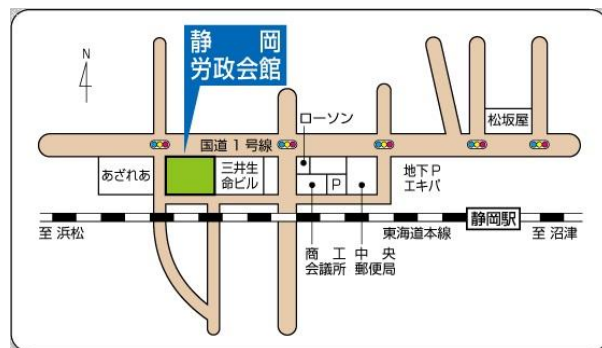 N
静岡
労政会館
ローソン
松坂屋
国道1号線
あざれあ
三井生
命ビル
P
地下P
エキパ
静岡駅
至 浜松
東海道本線
至 沼津
商工
会議所
中央
郵便局